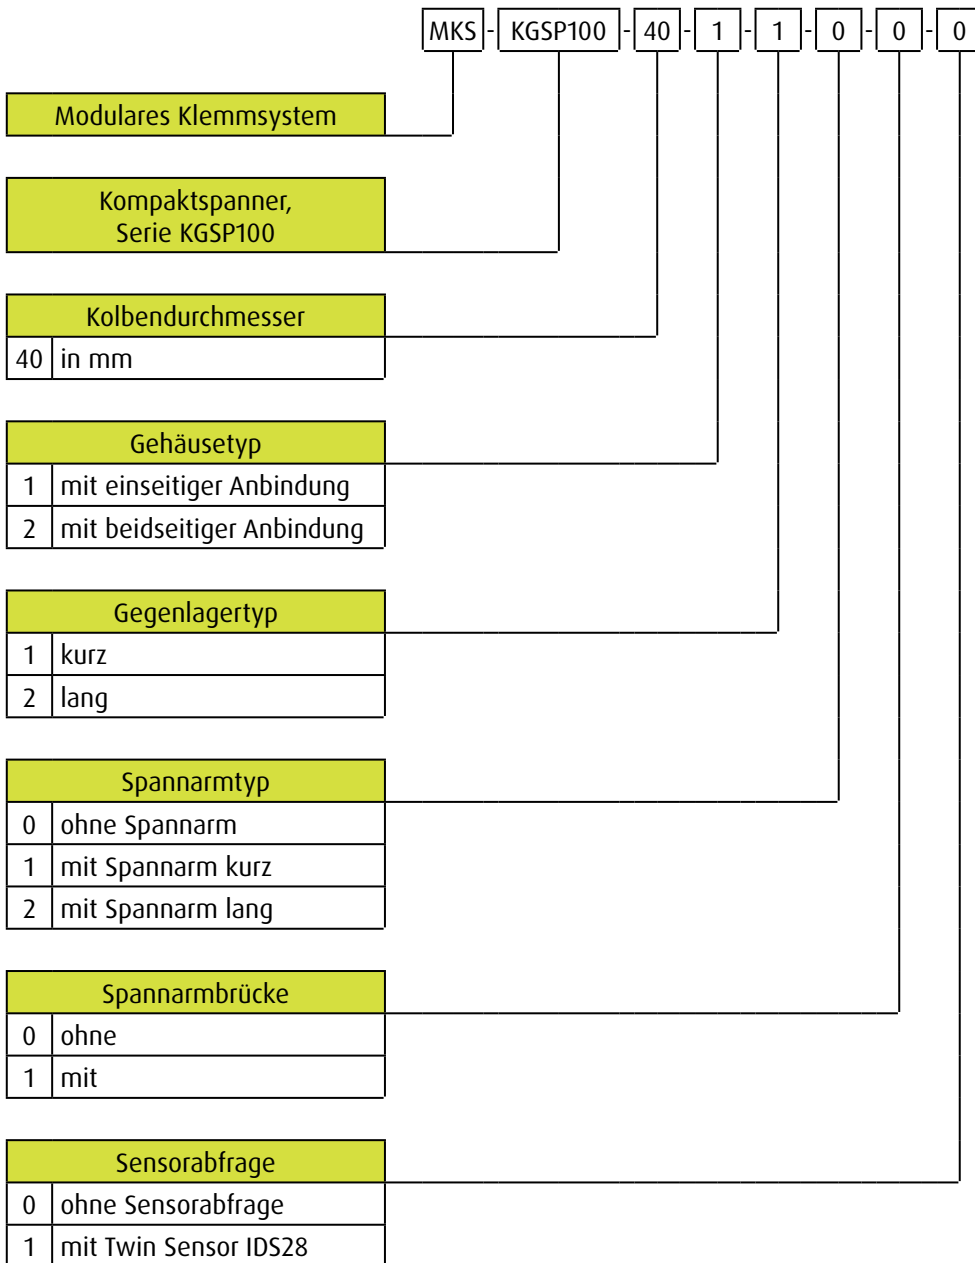 MKS - KGSP100 - 40 - 1 - 1 - 0 - 0 - 0
Modulares Klemmsystem
Kompaktspanner,
Serie KGSP100
Kolbendurchmesser
40 in mm
Gehäusetyp
1 mit einseitiger Anbindung
2 mit beidseitiger Anbindung
Gegenlagertyp
1 kurz
2 lang
Spannarmtyp
0 ohne Spannarm
1 mit Spannarm kurz
2 mit Spannarm lang
Spannarmbrücke
0 ohne
1 mit
Sensorabfrage
0 ohne Sensorabfrage
1 mit Twin Sensor IDS28